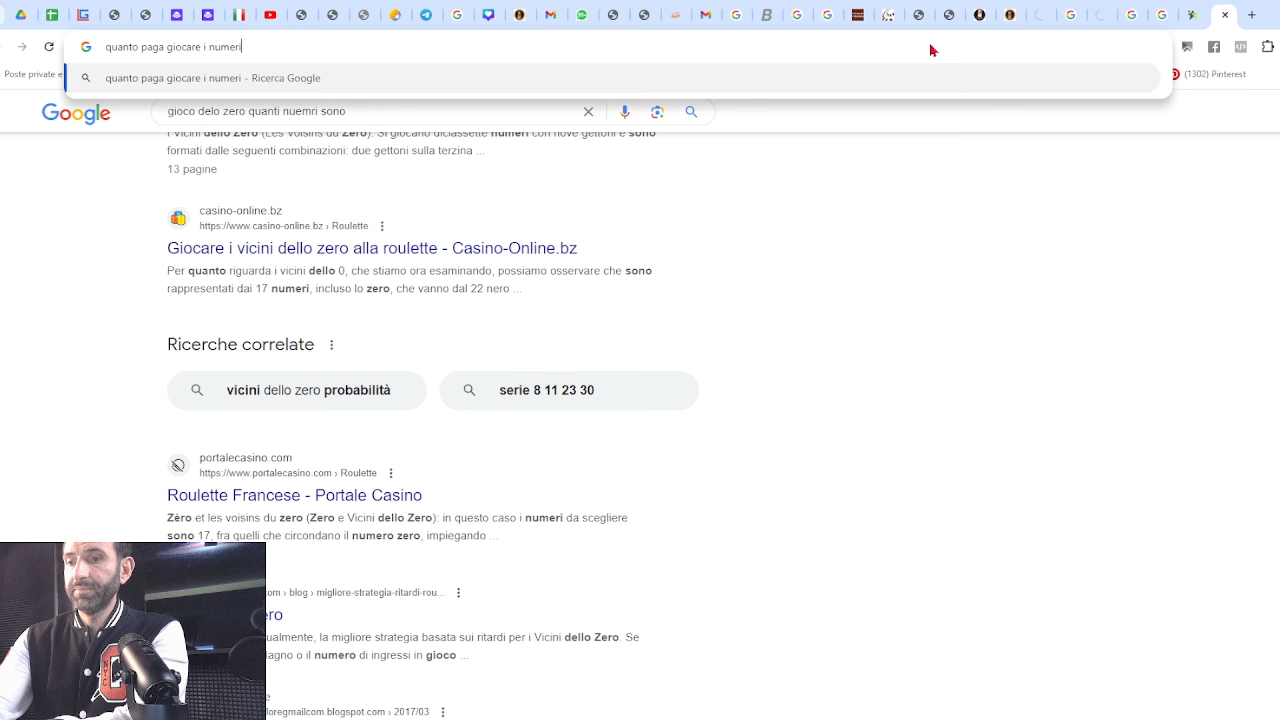 quanto paga giocare i numeri
Poste private e
quanto paga giocare i numeri - Ricerca Google
(1302) Pinterest
Google
gioco delo zero quanti nuemri sono
i Vicini dello Zero (Les Voisins du Zero). Si giocano diciassette numeri con nove gettoni e sono
formati dalle seguenti combinazioni: due gettoni sulla terzina ...
13 pagine
casino-online.bz
https://www.casino-online.bz › Roulette
Giocare i vicini dello zero alla roulette - Casino-Online.bz
Per quanto riguarda i vicini dello 0, che stiamo ora esaminando, possiamo osservare che sono
rappresentati dai 17 numeri, incluso lo zero, che vanno dal 22 nero ...
Ricerche correlate
vicini dello zero probabilità
serie 8 11 23 30
portalecasino.com
https://www.portalecasino.com › Roulette
Roulette Francese - Portale Casino
Zéro et les voisins du zero (Zero e Vicini dello Zero): in questo caso i numeri da scegliere
sono 17, fra quelli che circondano il numero zero, impiegando ...
com › blog › migliore-strategia-ritardi-rou...
ero
ualmente, la migliore strategia basata sui ritardi per i Vicini dello Zero. Se
lagno o il numero di ingressi in gioco ...
e
loregmailcom.blogspot.com › 2017/03